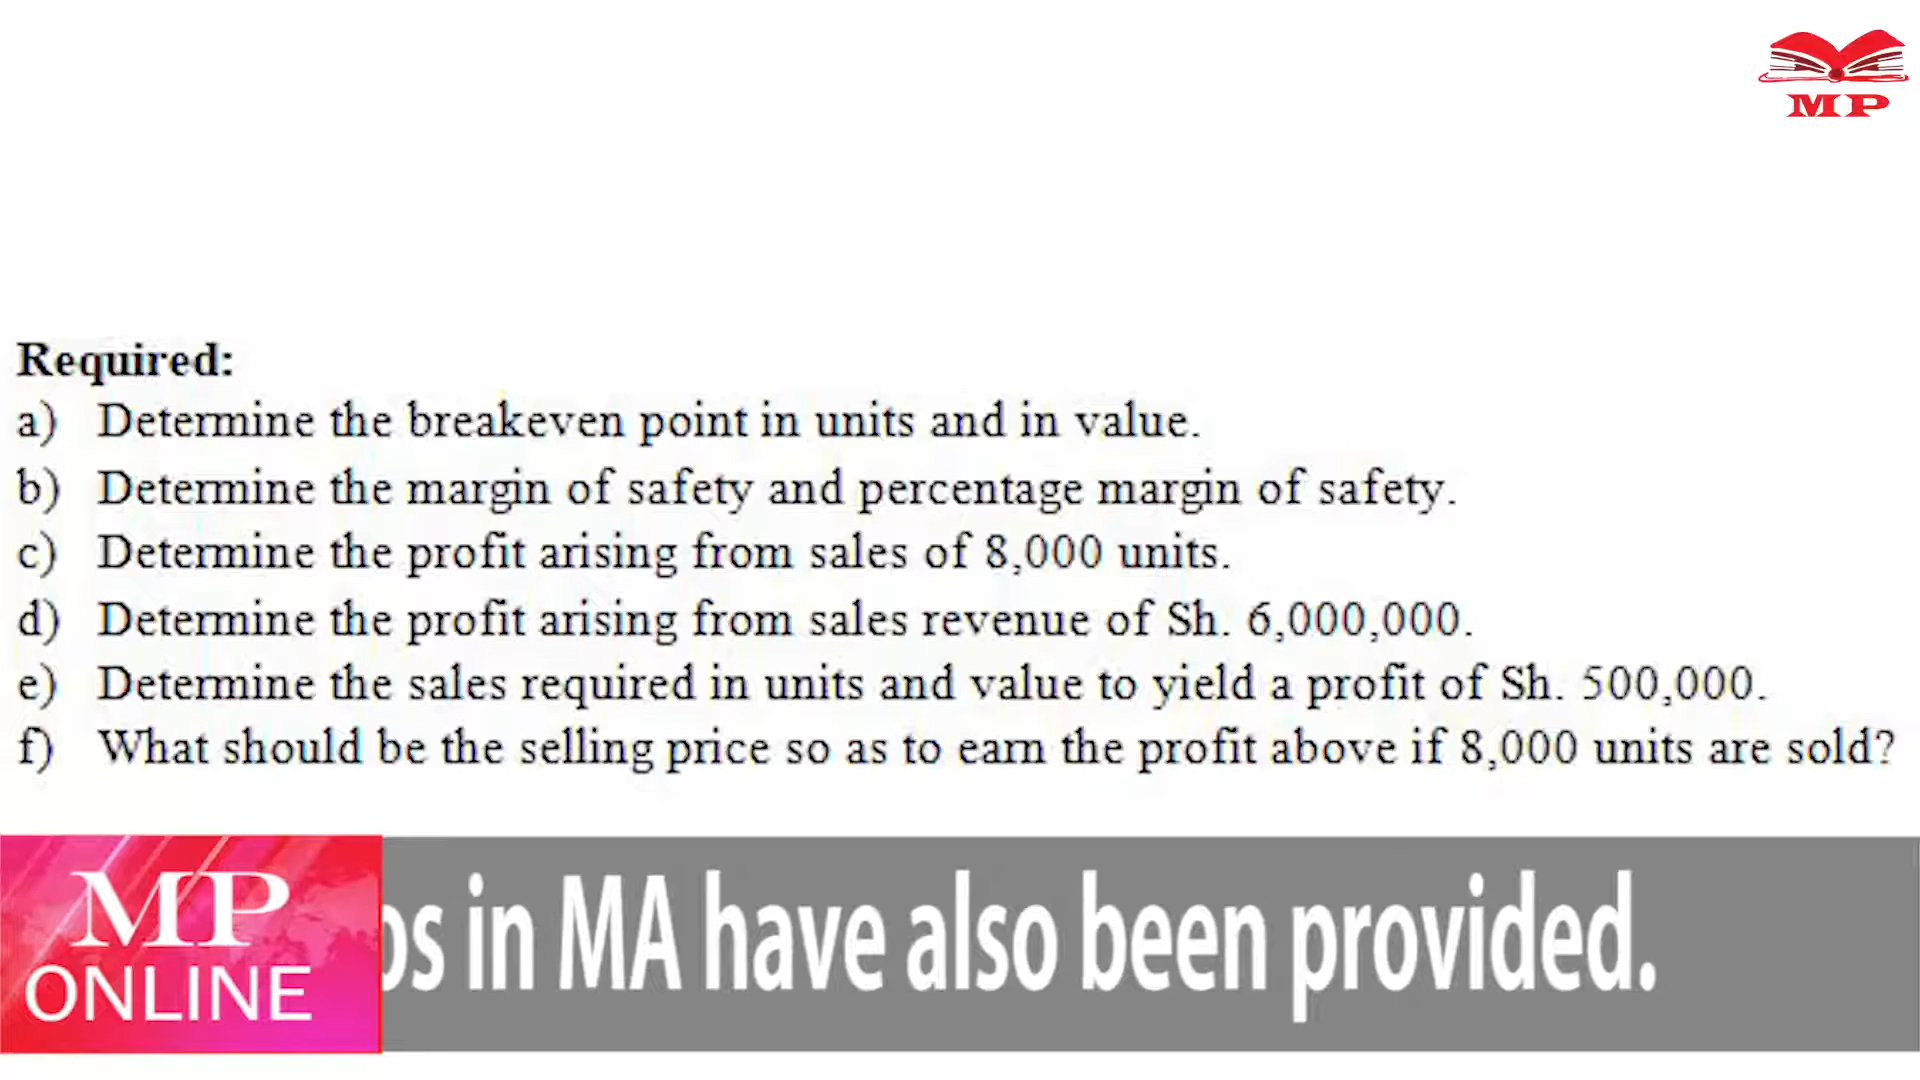 MP
Required:
a) Determine the breakeven point in units and in value.
b) Determine the margin of safety and percentage margin of safety.
c) Determine the profit arising from sales of 8,000 units.
d) Determine the profit arising from sales revenue of Sh. 6,000,000.
e) Determine the sales required in units and value to yield a profit of Sh. 500,000.
f) What should be the selling price so as to earn the profit above if 8,000 units are sold?
MP
ONLINE
in MA have also been provided.